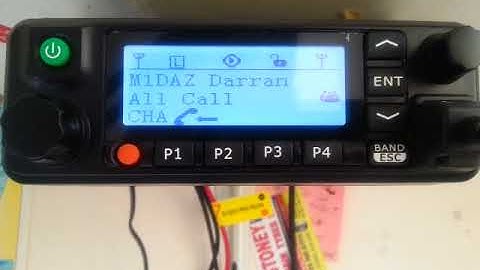 L
M1DAZ Darran
All Call
CHA
ENT
P1 P2 P3 P4
BAND
ESC